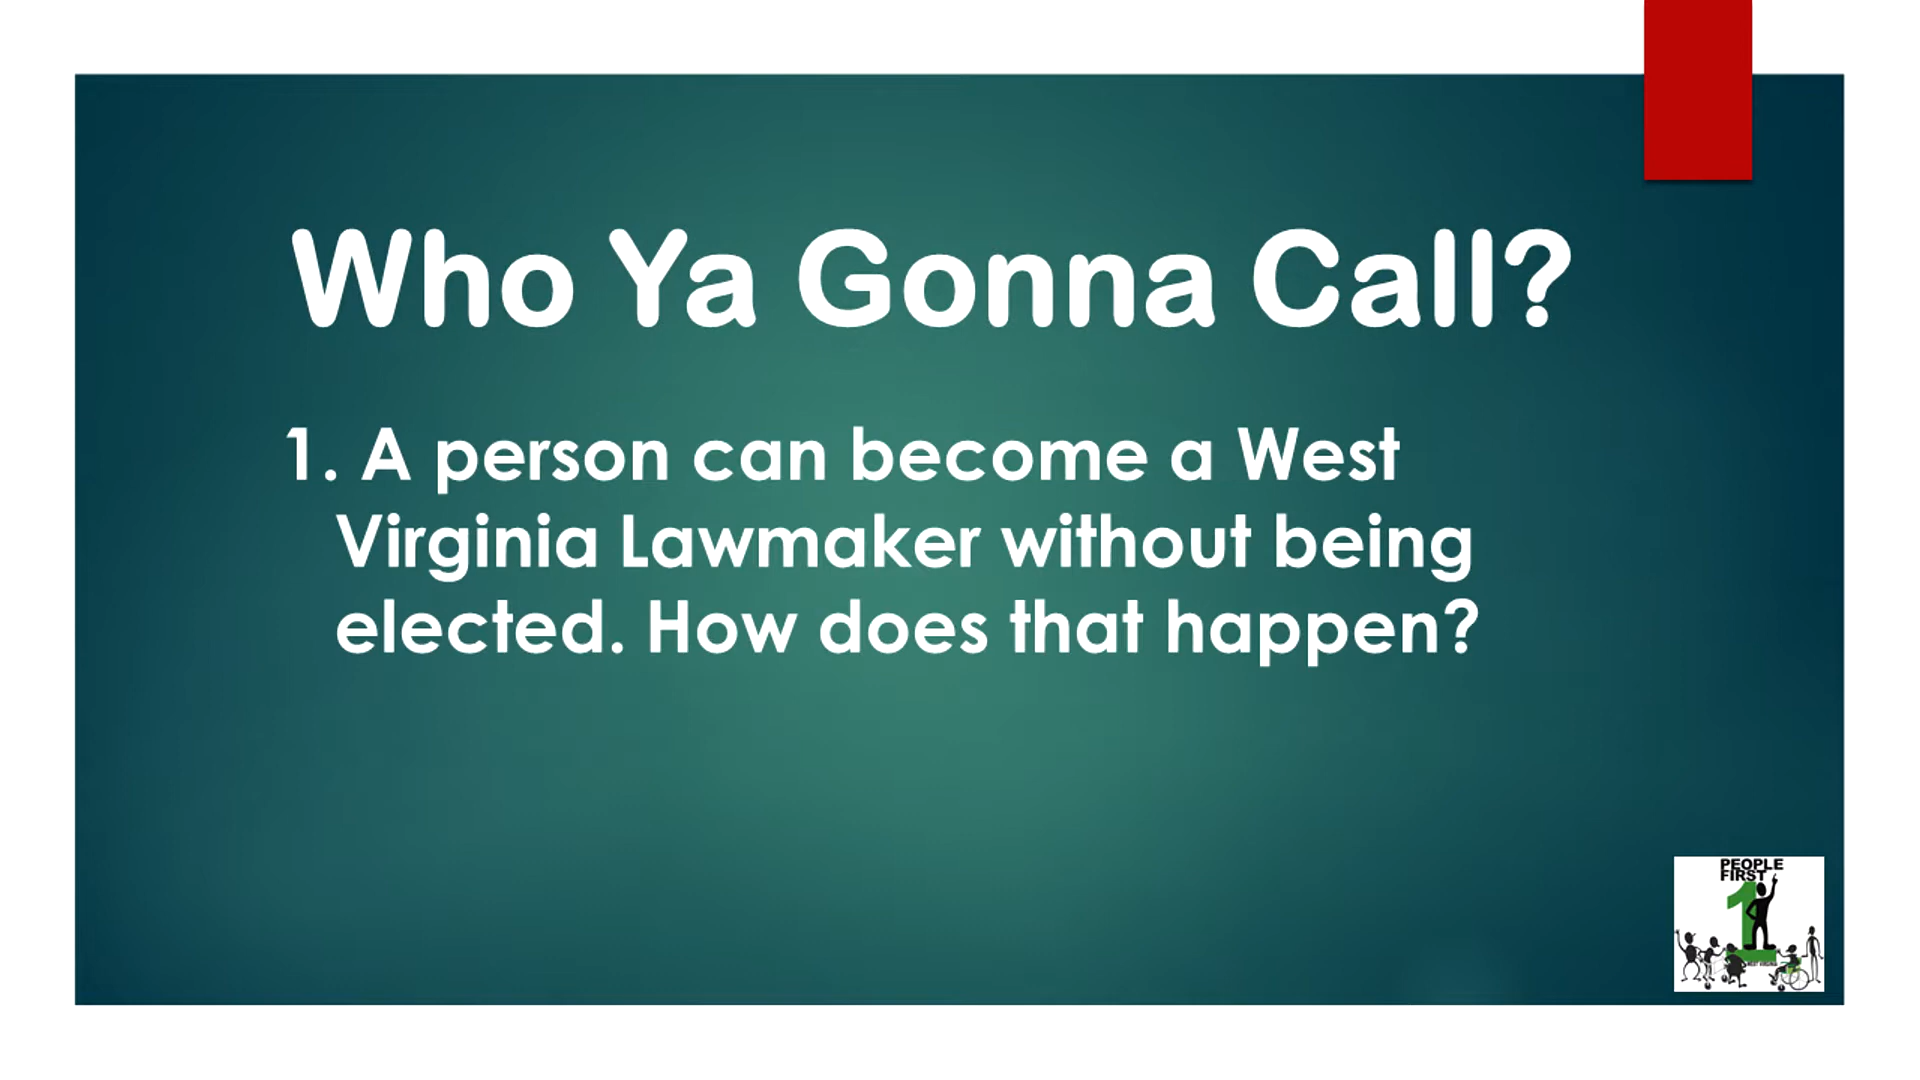 Who Ya Gonna Call?
1. A person can become a West
Virginia Lawmaker without being
elected. How does that happen?
PEOPLE
FIRST
1